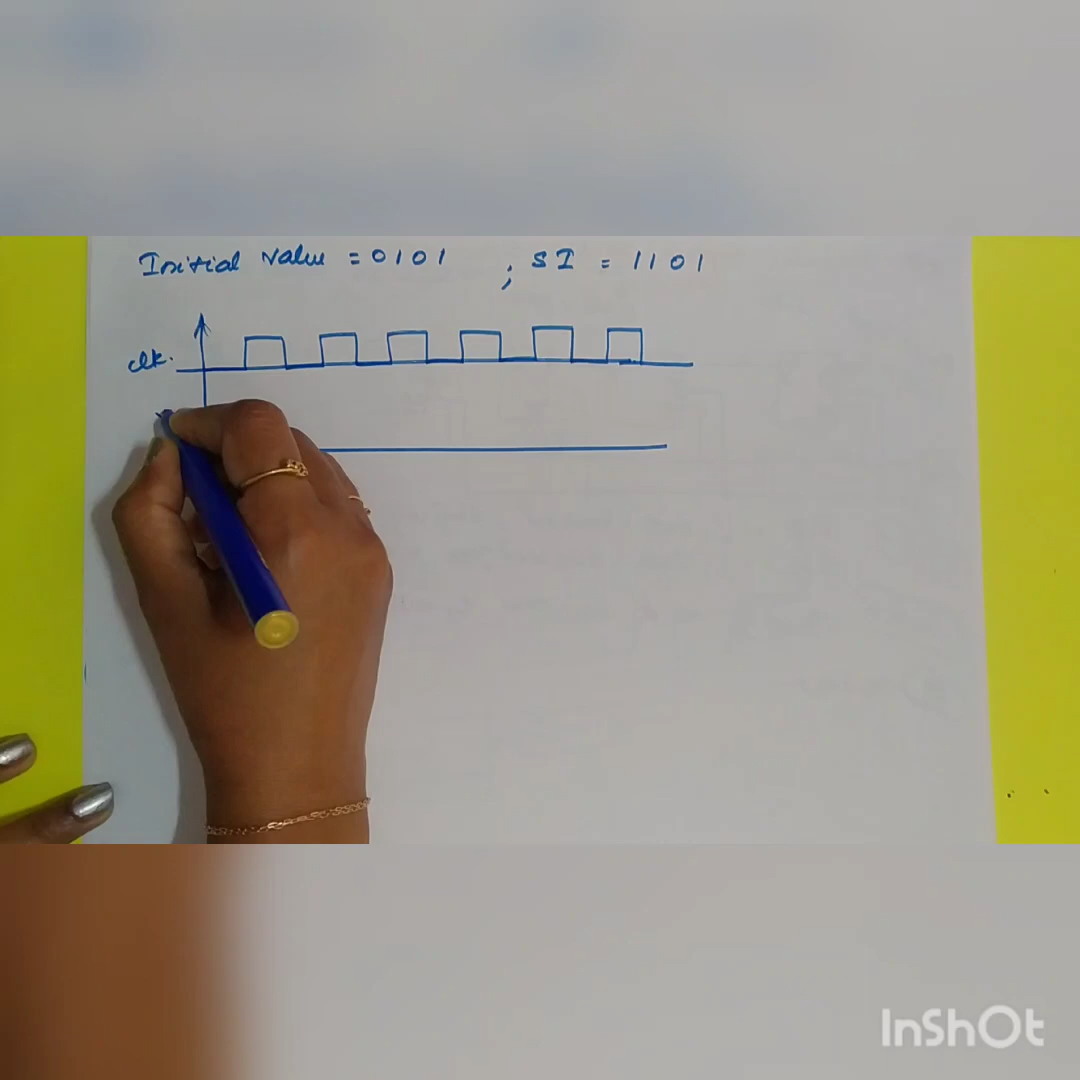 Initial value = 0101 ; SI = 1101
clk.
InShOt